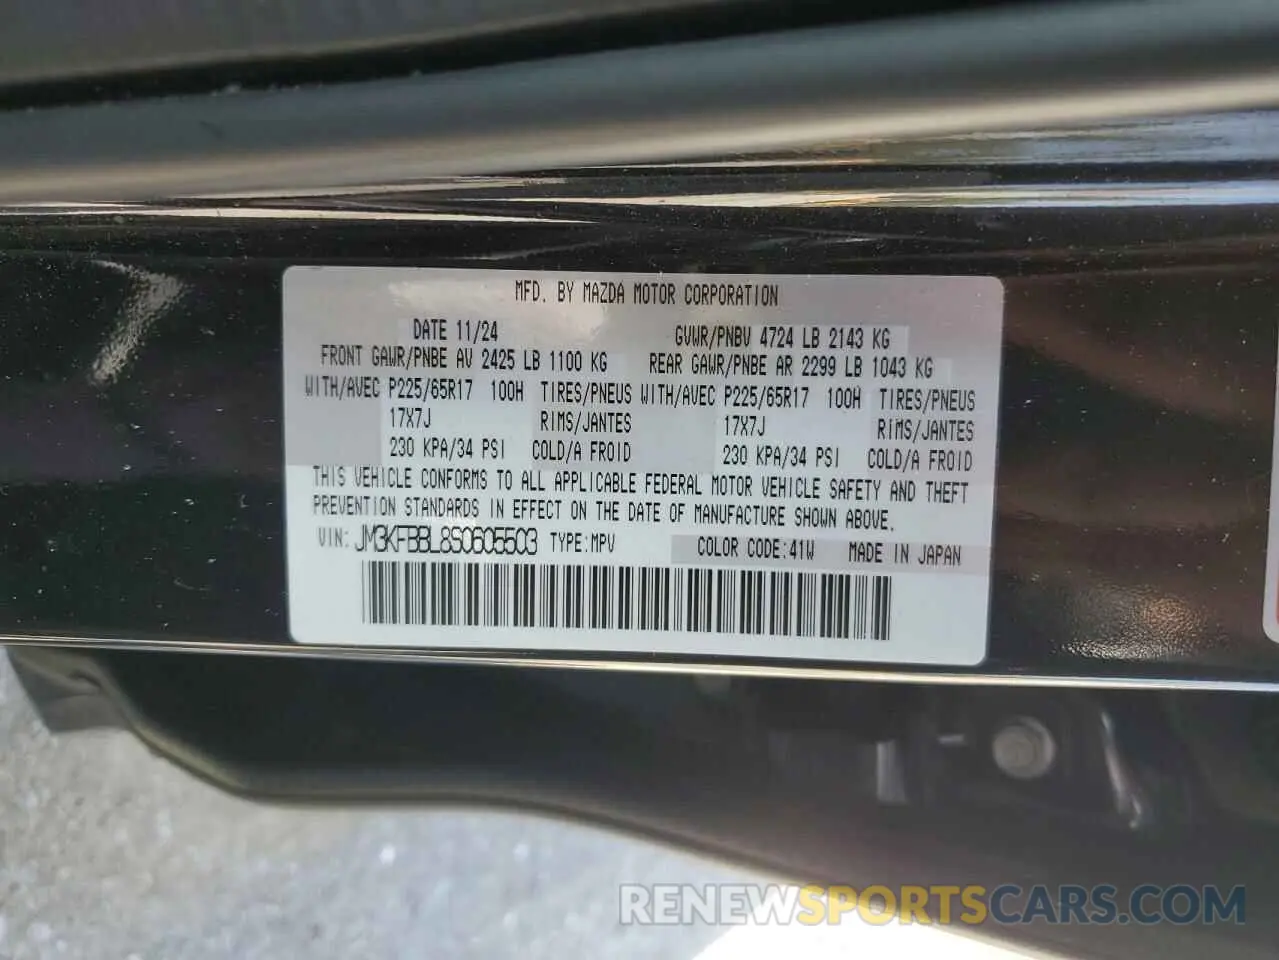 MFD. BY MAZDA MOTOR CORPORATION
DATE 11/24 GVWR/PNBV 4724 LB 2143 KG
FRONT GAWR/PNBE AV 2425 LB 1100 KG REAR GAWR/PNBE AR 2299 LB 1043 KG
WITH/AVEC P225/65R17 100H TIRES/PNEUS WITH/AVEC P225/65R17 100H TIRES/PNEUS
17X7J RIMS/JANTES 17X7J RIMS/JANTES
230 KPA/34 PSI COLD/A FROID 230 KPA/34 PSI COLD/A FROID
THIS VEHICLE CONFORMS TO ALL APPLICABLE FEDERAL MOTOR VEHICLE SAFETY AND THEFT
PREVENTION STANDARDS IN EFFECT ON THE DATE OF MANUFACTURE SHOWN ABOVE.
VIN: JM3KFBBL8S0605503 TYPE:MPV COLOR CODE:41W MADE IN JAPAN
RENEWSPORTSCARS.COM